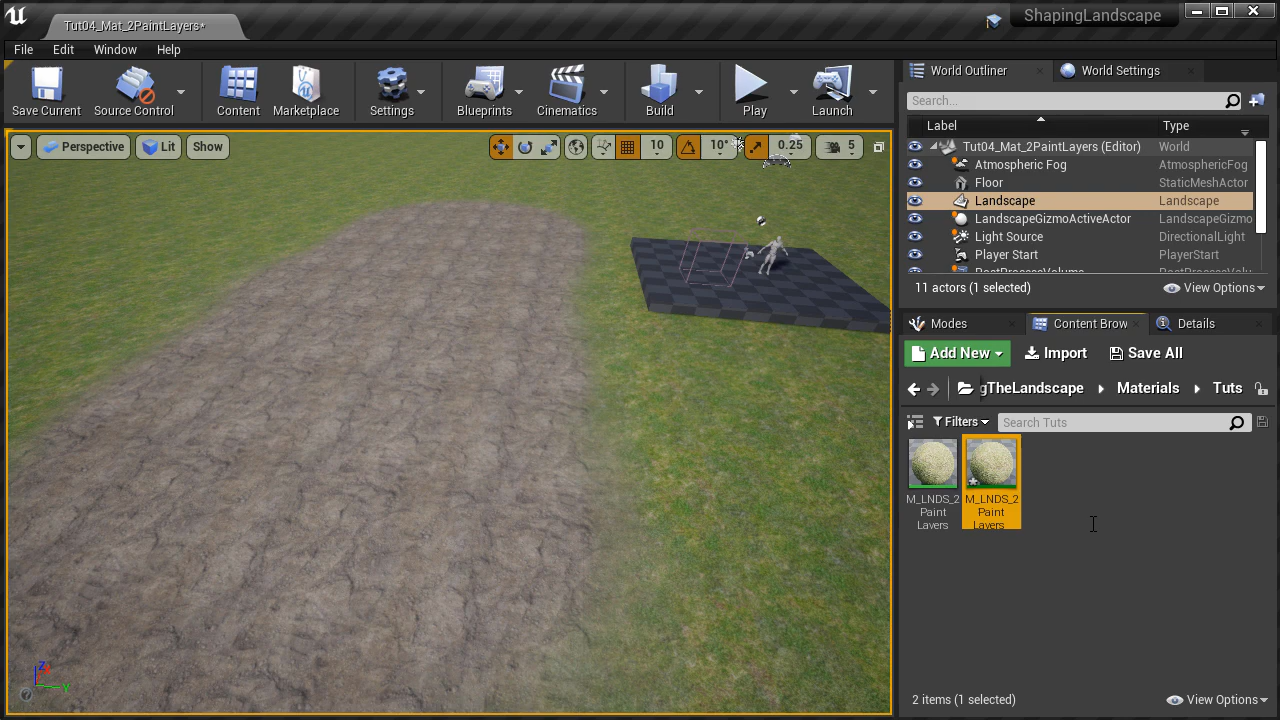 Tut04_Mat_2PaintLayers*
ShapingLandscape
File Edit Window Help
Save Current Source Control Content Marketplace Settings Blueprints Cinematics Build Play Launch
Perspective Lit Show 10 10° 0.25 5
World Outliner World Settings
Search...
Label Type
Tut04_Mat_2PaintLayers (Editor) World
Atmospheric Fog AtmosphericFog
Floor StaticMeshActor
Landscape Landscape
LandscapeGizmoActiveActor LandscapeGizmo
Light Source DirectionalLight
Player Start PlayerStart
PostProcessVolume PostProcessVolu
11 actors (1 selected) View Options
Modes Content Brow Details
Add New Import Save All
gTheLandscape Materials Tuts
Filters Search Tuts
M_LNDS_2 M_LNDS_2
Paint Paint
Layers Layers
2 items (1 selected) View Options
Z
X
Y